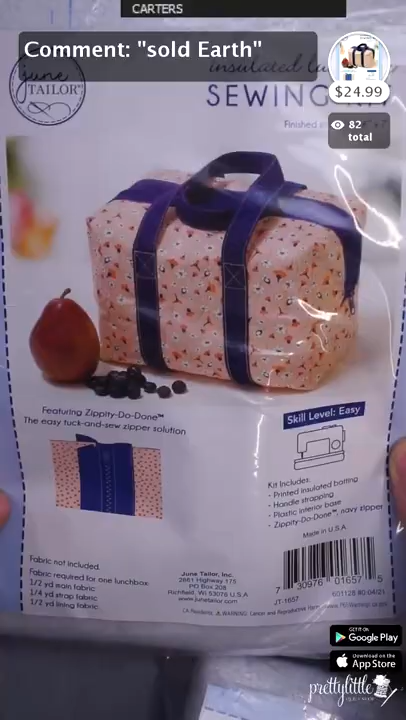 CARTERS
Comment: "sold Earth"
$24.99
82
total
june
TAILOR
insulated
SEWING
Finished
Featuring Zippity-Do-Done™
The easy tuck-and-sew zipper solution
Skill Level: Easy
Kit Includes:
- Printed insulated batting
- Handle strapping
- Plastic interior base
- Zippity-Do-Done™, navy zipper
Made in U.S.A.
Fabric not included.
Fabric required for one lunchbox:
1/2 yd main fabric
1/4 yd strap fabric
1/2 yd lining fabric
June Tailor, Inc.
2861 Highway 175
PO Box 208
Richfield, WI 53076 U.S.A
www.junetailor.com
7 30976 01657 5
JT-1657
601128 80-04/21
CA Residents: WARNING: Cancer and Reproductive Harm
GET IT ON
Google Play
Download on the
App Store
prettylittle